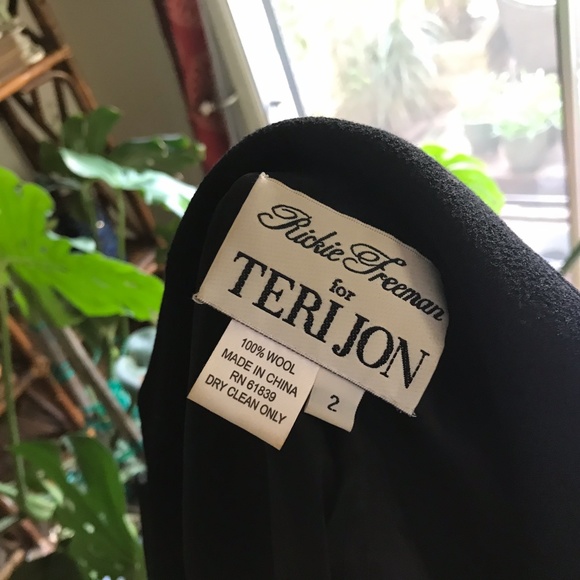 Rickie Freeman
for
TERI JON
100% WOOL
MADE IN CHINA
RN 61839
DRY CLEAN ONLY
2